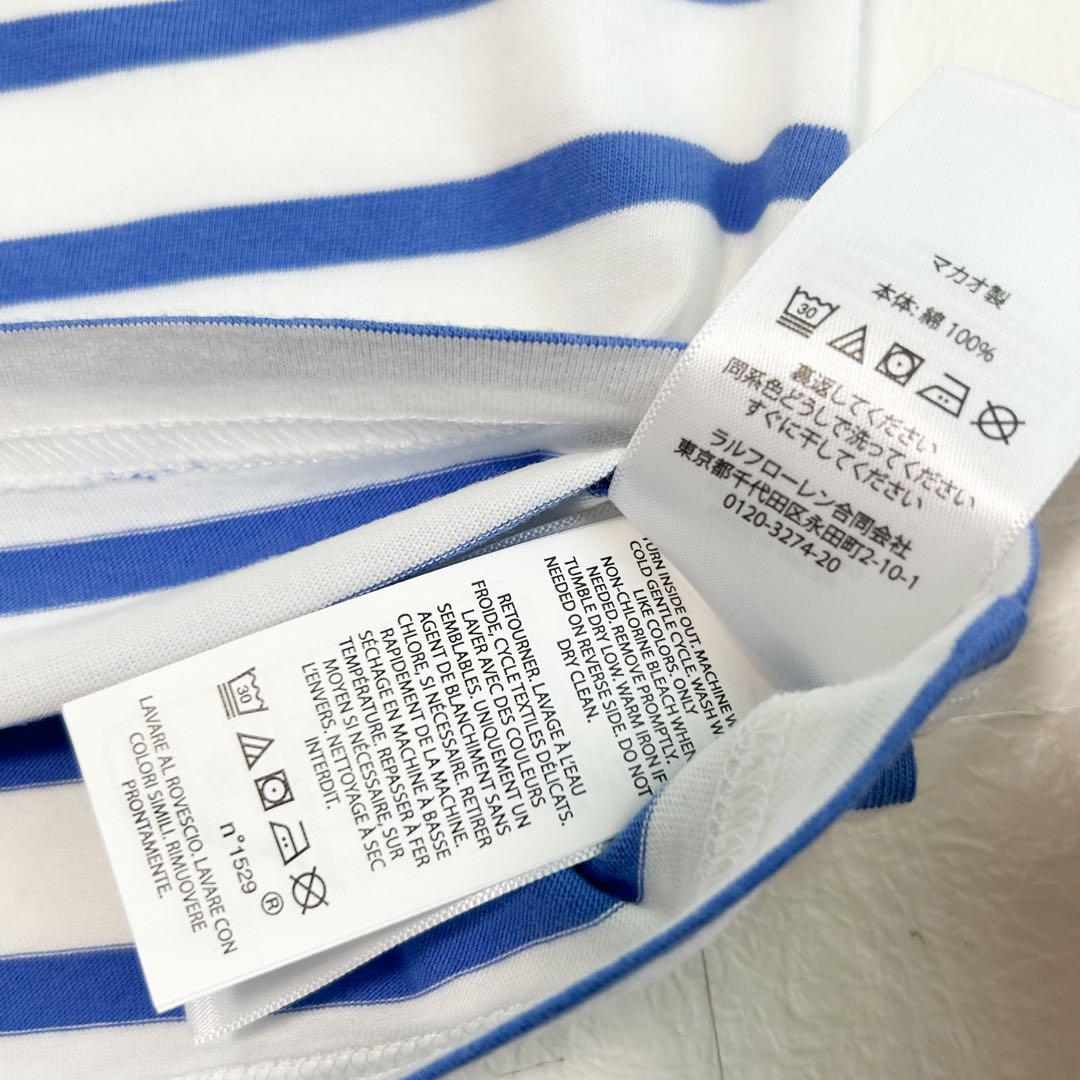 マカオ製
本体: 綿 100%
30
裏返してください
同系色どうしで洗ってください
すぐに干してください
ラルフローレン合同会社
東京都千代田区永田町2-10-1
0120-3274-20
TURN INSIDE OUT. MACHINE W
COLD GENTLE CYCLE. WASH W
LIKE COLORS. ONLY
NON-CHLORINE BLEACH WHEN
NEEDED. REMOVE PROMPTLY.
TUMBLE DRY LOW. WARM IRON IF
NEEDED ON REVERSE SIDE. DO NOT
DRY CLEAN.
RETOURNER. LAVAGE À L'EAU
FROIDE, CYCLE TEXTILES DÉLICATS.
LAVER AVEC DES COULEURS
SEMBLABLES. UNIQUEMENT UN
AGENT DE BLANCHIMENT SANS
CHLORE, SI NÉCESSAIRE. RETIRER
RAPIDEMENT DE LA MACHINE.
SÉCHAGE EN MACHINE À BASSE
TEMPÉRATURE. REPASSER À FER
MOYEN SI NÉCESSAIRE, SUR
L'ENVERS. NETTOYAGE À SEC
INTERDIT.
30
n°1529 ®
LAVARE AL ROVESCIO. LAVARE CON
COLORI SIMILI. RIMUOVERE
PRONTAMENTE.